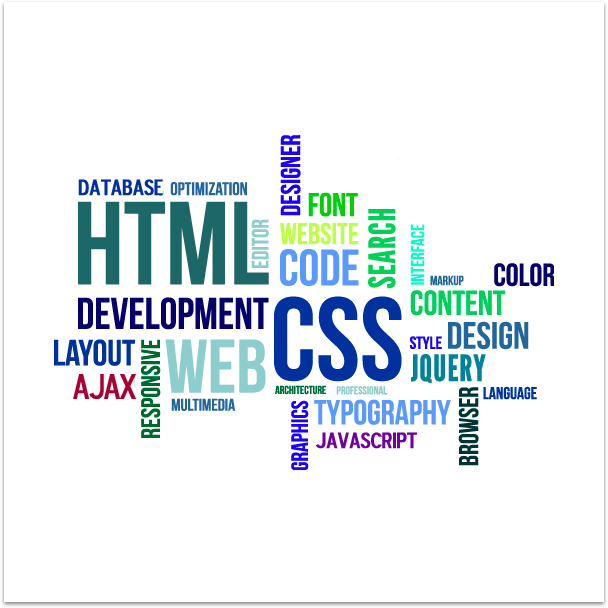 DESIGNER
DATABASE
OPTIMIZATION
FONT
HTML
EDITOR
WEBSITE
SEARCH
INTERFACE
CODE
MARKUP
COLOR
DEVELOPMENT
CSS
CONTENT
STYLE
DESIGN
LAYOUT
RESPONSIVE
WEB
JQUERY
AJAX
MULTIMEDIA
ARCHITECTURE
PROFESSIONAL
BROWSER
LANGUAGE
GRAPHICS
TYPOGRAPHY
JAVASCRIPT